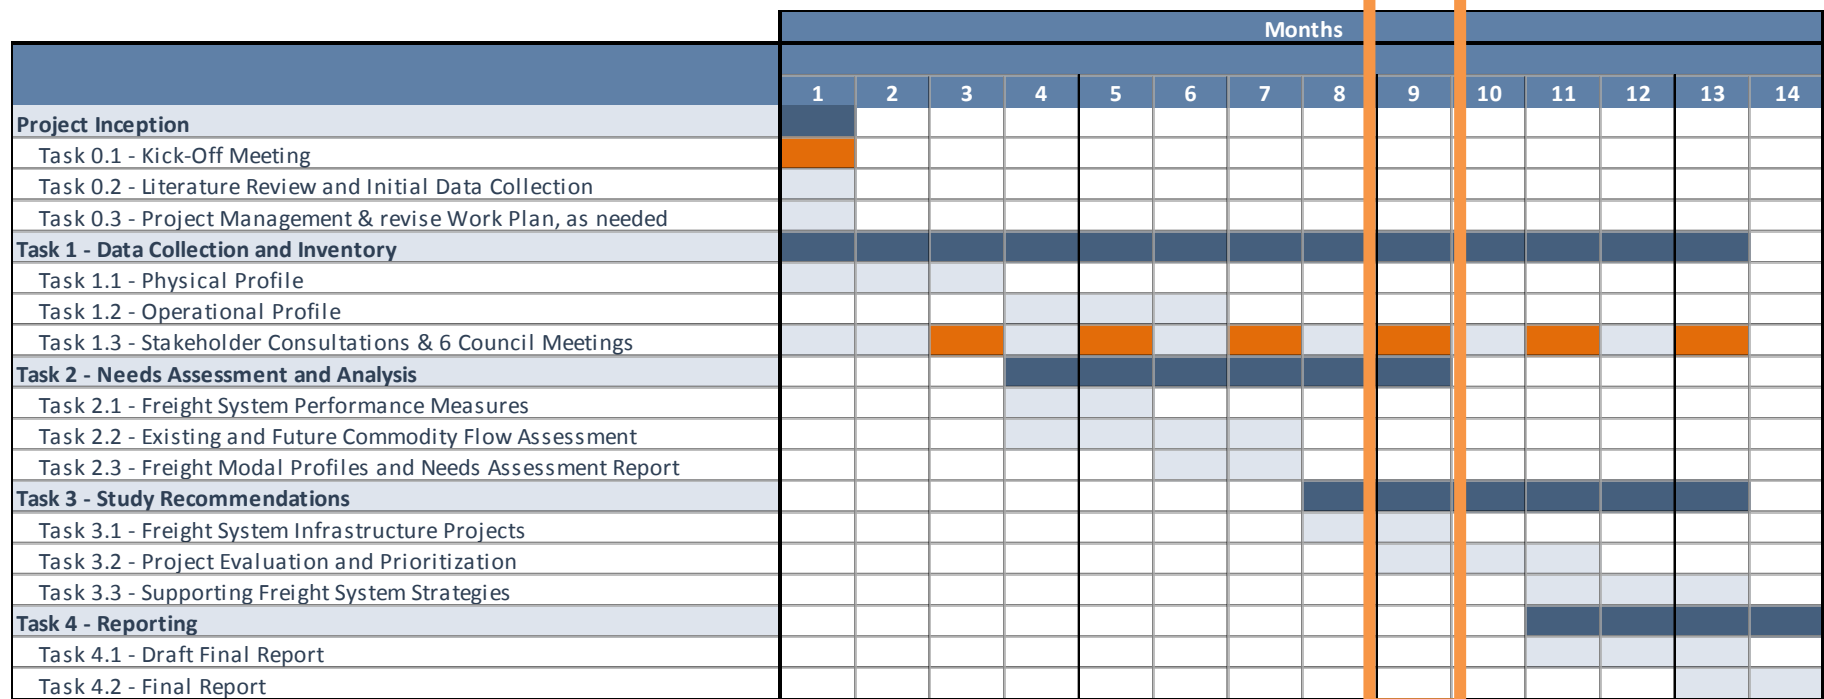 Months
1 2 3 4 5 6 7 8 9 10 11 12 13 14
Project Inception
Task 0.1 - Kick-Off Meeting
Task 0.2 - Literature Review and Initial Data Collection
Task 0.3 - Project Management & revise Work Plan, as needed
Task 1 - Data Collection and Inventory
Task 1.1 - Physical Profile
Task 1.2 - Operational Profile
Task 1.3 - Stakeholder Consultations & 6 Council Meetings
Task 2 - Needs Assessment and Analysis
Task 2.1 - Freight System Performance Measures
Task 2.2 - Existing and Future Commodity Flow Assessment
Task 2.3 - Freight Modal Profiles and Needs Assessment Report
Task 3 - Study Recommendations
Task 3.1 - Freight System Infrastructure Projects
Task 3.2 - Project Evaluation and Prioritization
Task 3.3 - Supporting Freight System Strategies
Task 4 - Reporting
Task 4.1 - Draft Final Report
Task 4.2 - Final Report